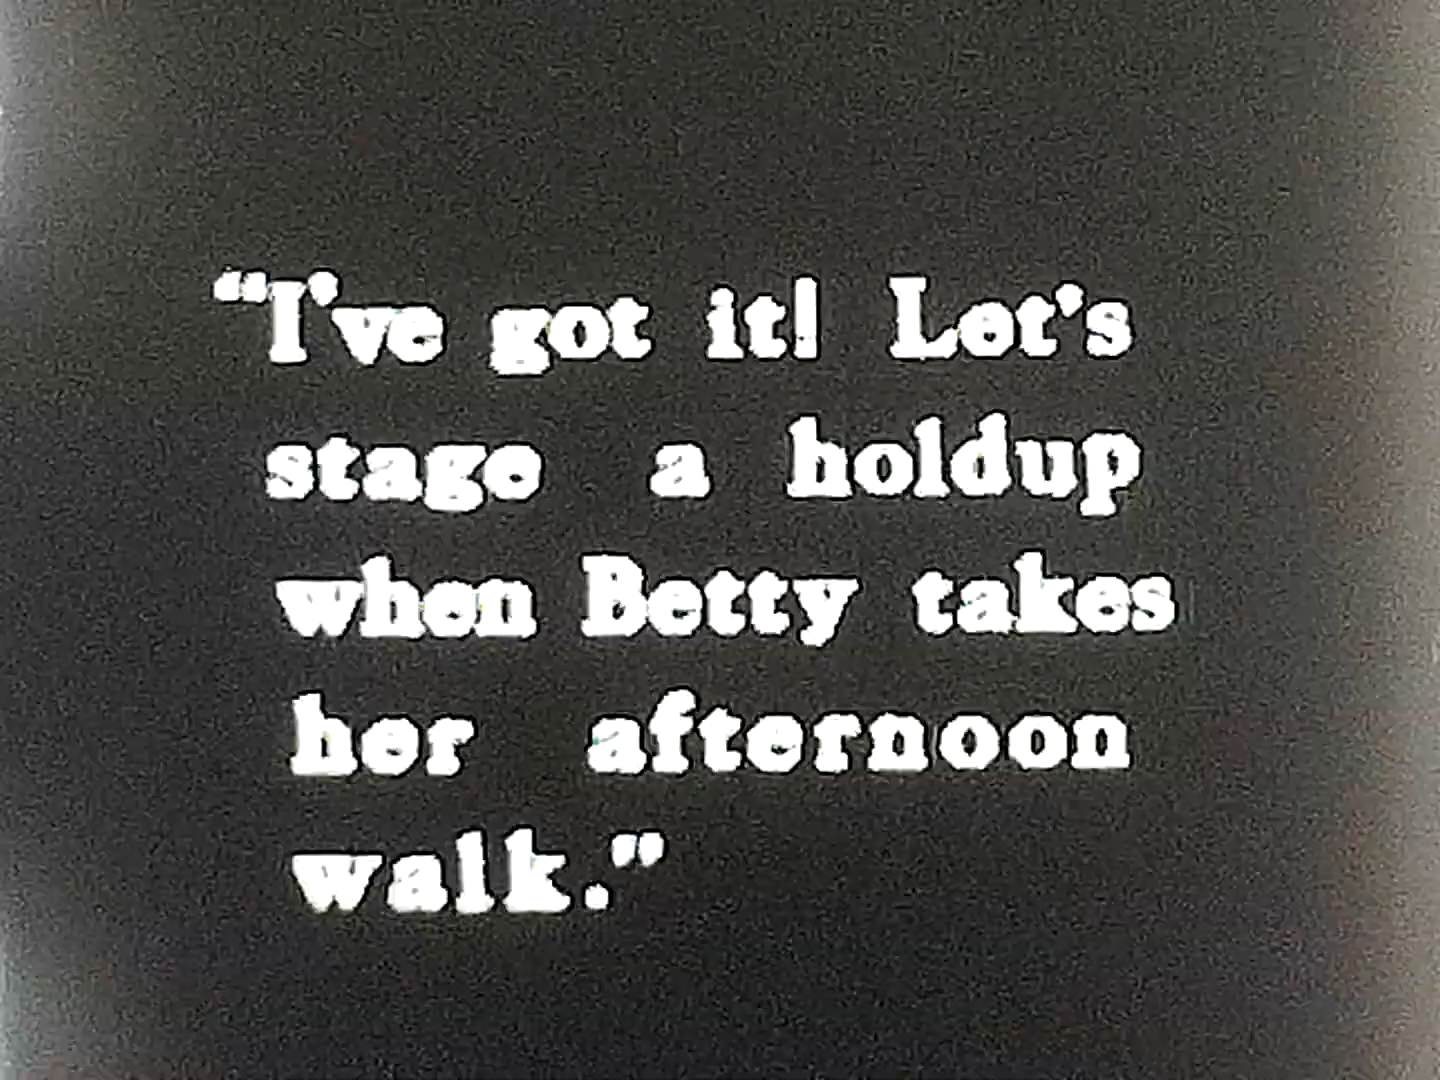 “I've got it! Let's
stage a holdup
when Betty takes
her afternoon
walk.”